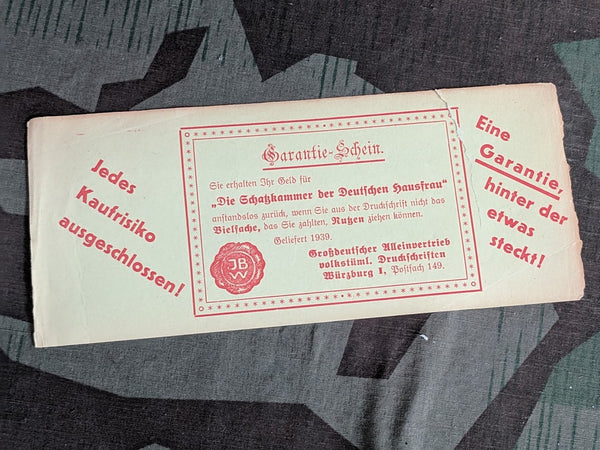 Jedes
Kaufrisiko
ausgeschlossen!
Garantie-Schein.
Sie erhalten Ihr Geld für
„Die Schatzkammer der Deutschen Hausfrau“
anstandslos zurück, wenn Sie aus der Druckschrift nicht das
Vielfache, das Sie zahlten, Nutzen ziehen können.
Geliefert 1939.
Großdeutscher Alleinvertrieb
volkstüml. Druckschriften
Würzburg 1, Postfach 149.
JB
W
Eine
Garantie,
hinter der
etwas
steckt!